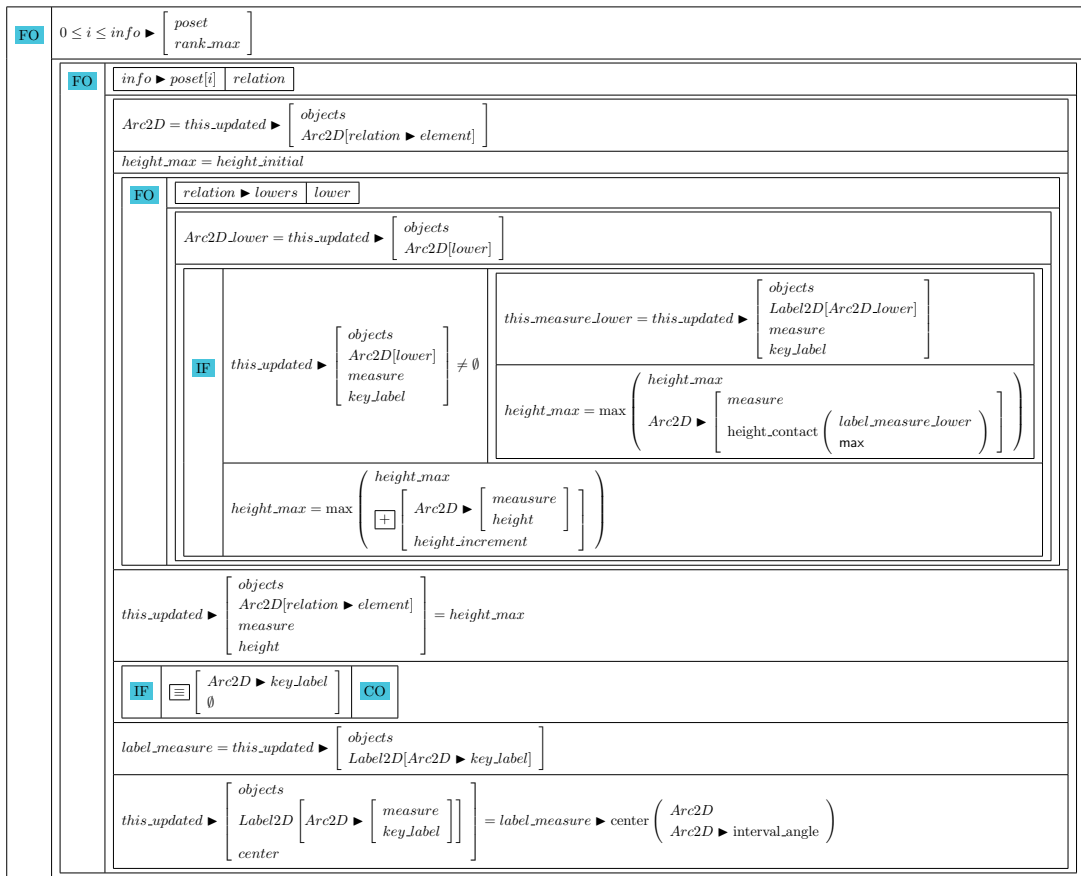 FO 0 ≤ i ≤ info ► [ poset
rank_max ]
FO info ► poset[i] relation
Arc2D = this_updated ► [ objects
Arc2D[relation ► element] ]
height_max = height_initial
FO relation ► lowers lower
Arc2D_lower = this_updated ► [ objects
Arc2D[lower] ]
IF this_updated ► [ objects
Arc2D[lower]
measure
key_label ] ≠ ∅
this_measure_lower = this_updated ► [ objects
Label2D[Arc2D_lower]
measure
key_label ]
height_max = max ( height_max
Arc2D ► [ measure
height_contact ( label_measure_lower
max ) ] )
height_max = max ( height_max
+ [ Arc2D ► [ meausure
height ]
height_increment ] )
this_updated ► [ objects
Arc2D[relation ► element]
measure
height ] = height_max
IF ≡ [ Arc2D ► key_label
∅ ] CO
label_measure = this_updated ► [ objects
Label2D[Arc2D ► key_label] ]
this_updated ► [ objects
Label2D [ Arc2D ► [ measure
key_label ] ]
center ] = label_measure ► center ( Arc2D
Arc2D ► interval_angle )